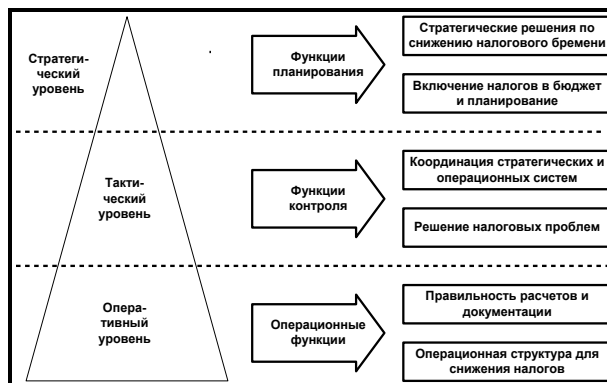 Стратеги-
ческий
уровень
Функции
планирования
Стратегические решения по
снижению налогового бремени
Включение налогов в бюджет
и планирование
Такти-
ческий
уровень
Функции
контроля
Координация стратегических и
операционных систем
Решение налоговых проблем
Опера-
тивный
уровень
Операционные
функции
Правильность расчетов и
документации
Операционная структура для
снижения налогов